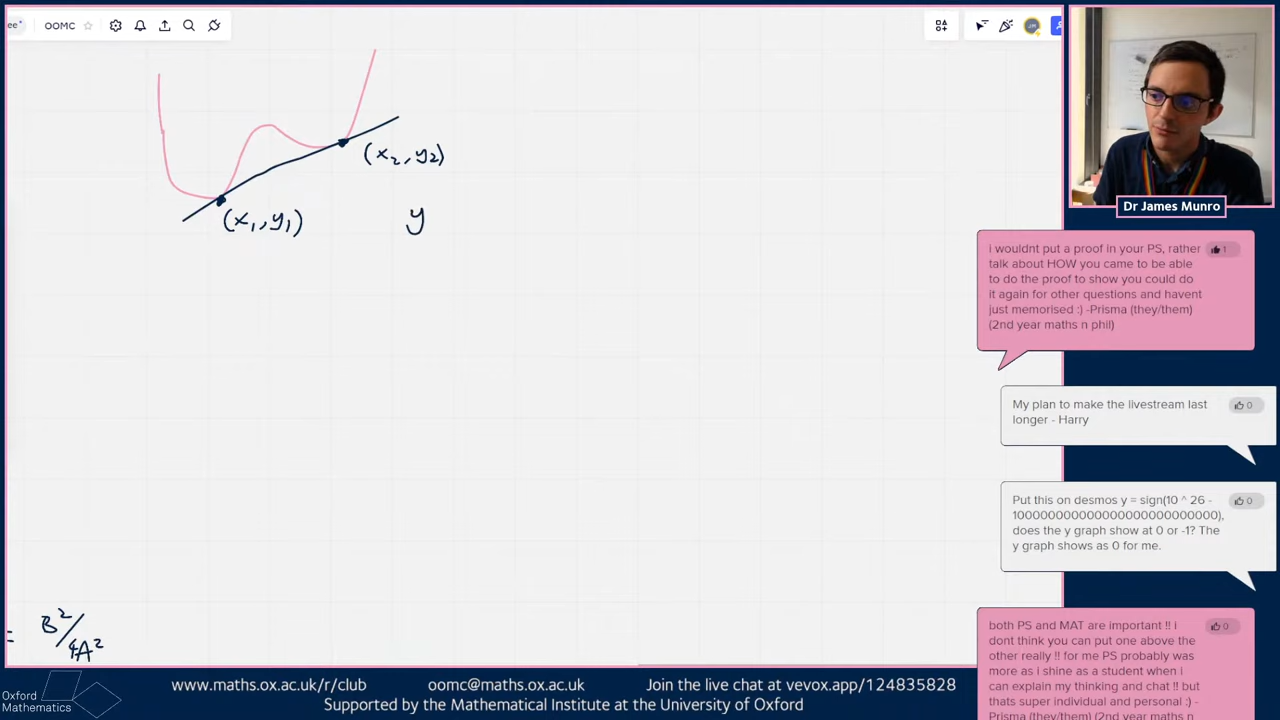 ee
OOMC
JM
(x₂, y₂)
(x₁, y₁)
y
= B²/4A²
Dr James Munro
i wouldnt put a proof in your PS, rather
talk about HOW you came to be able
to do the proof to show you could do
it again for other questions and havent
just memorised :) -Prisma (they/them)
(2nd year maths n phil)
1
My plan to make the livestream last
longer - Harry
0
Put this on desmos y = sign(10 ^ 26 -
does the y graph show at 0 or -1? The
y graph shows as 0 for me.
0
both PS and MAT are important !! i
dont think you can put one above the
other really !! for me PS probably was
more as i shine as a student when i
can explain my thinking and chat !! but
thats super individual and personal :) -
Prisma (they/them) (2nd year maths n
0
Oxford
Mathematics
www.maths.ox.ac.uk/r/club
oomc@maths.ox.ac.uk
Join the live chat at vevox.app/124835828
Supported by the Mathematical Institute at the University of Oxford